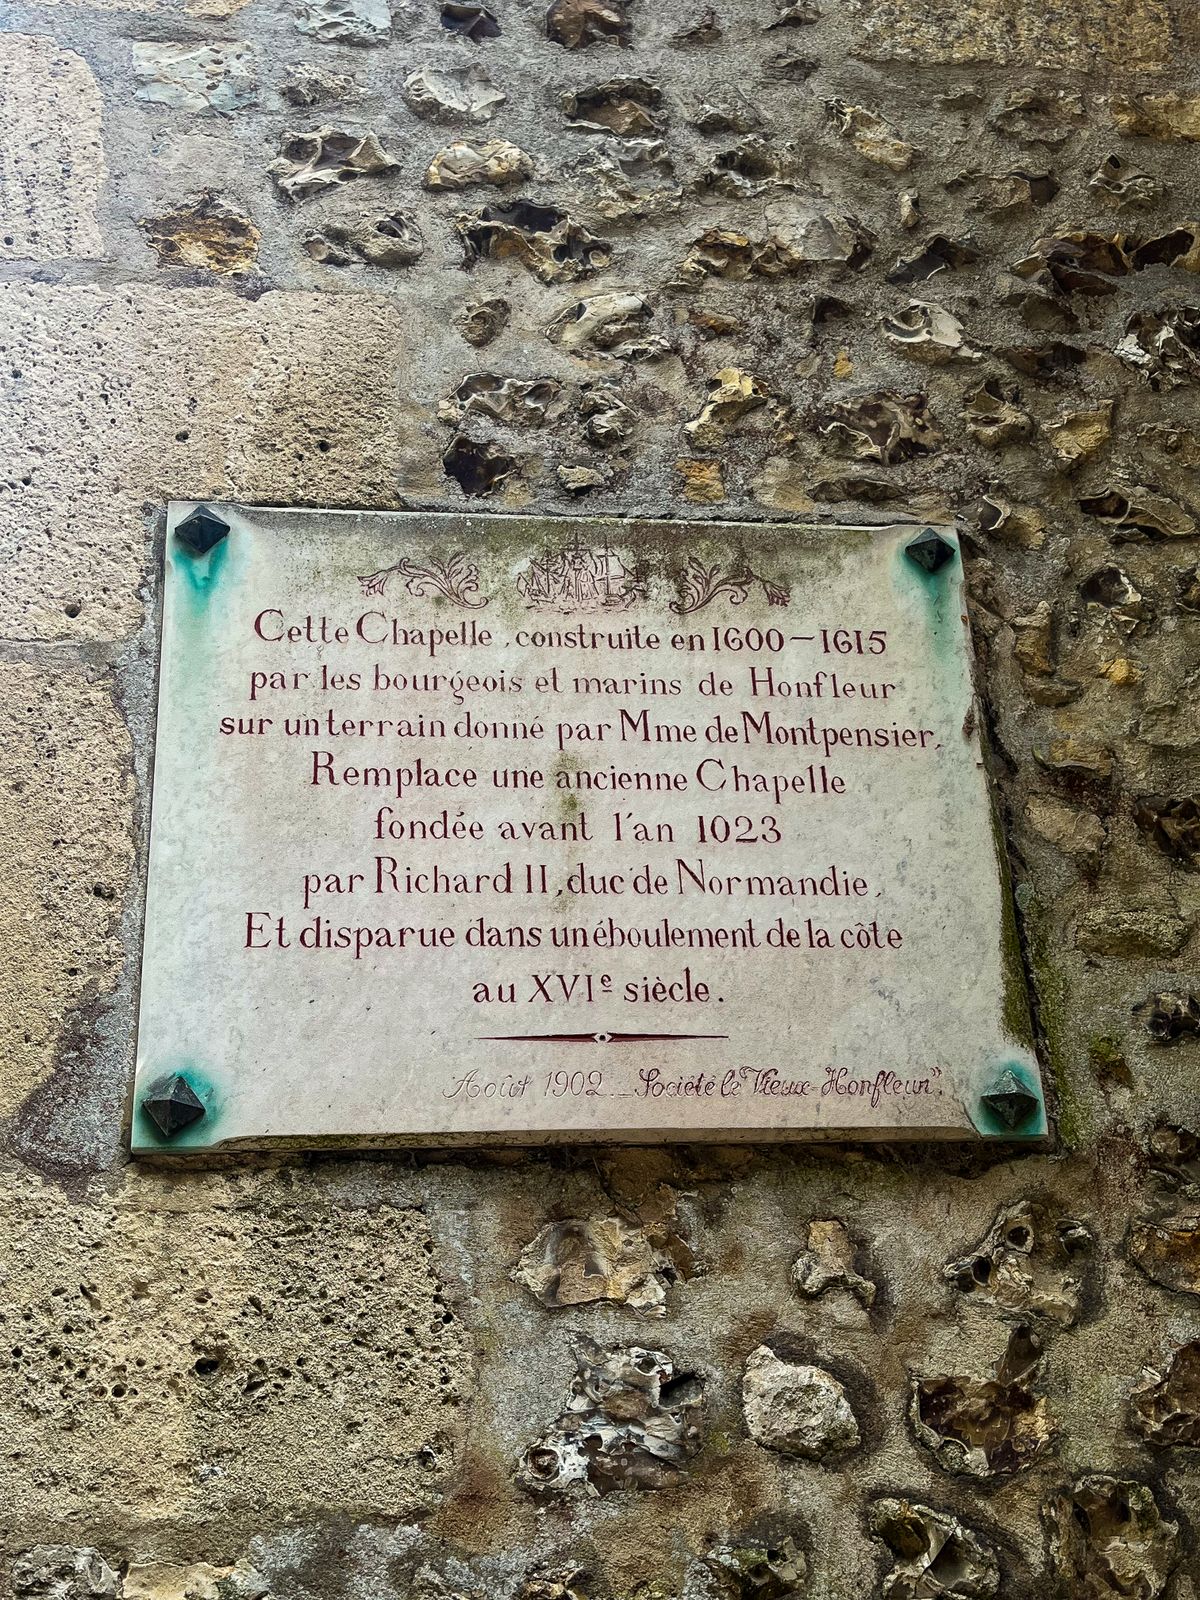 Cette Chapelle, construite en 1600 – 1615
par les bourgeois et marins de Honfleur
sur un terrain donné par Mme de Montpensier,
Remplace une ancienne Chapelle
fondée avant l'an 1023
par Richard II, duc de Normandie,
Et disparue dans un éboulement de la côte
au XVIe siècle.
Août 1902. _ Société le "Vieux-Honfleur".